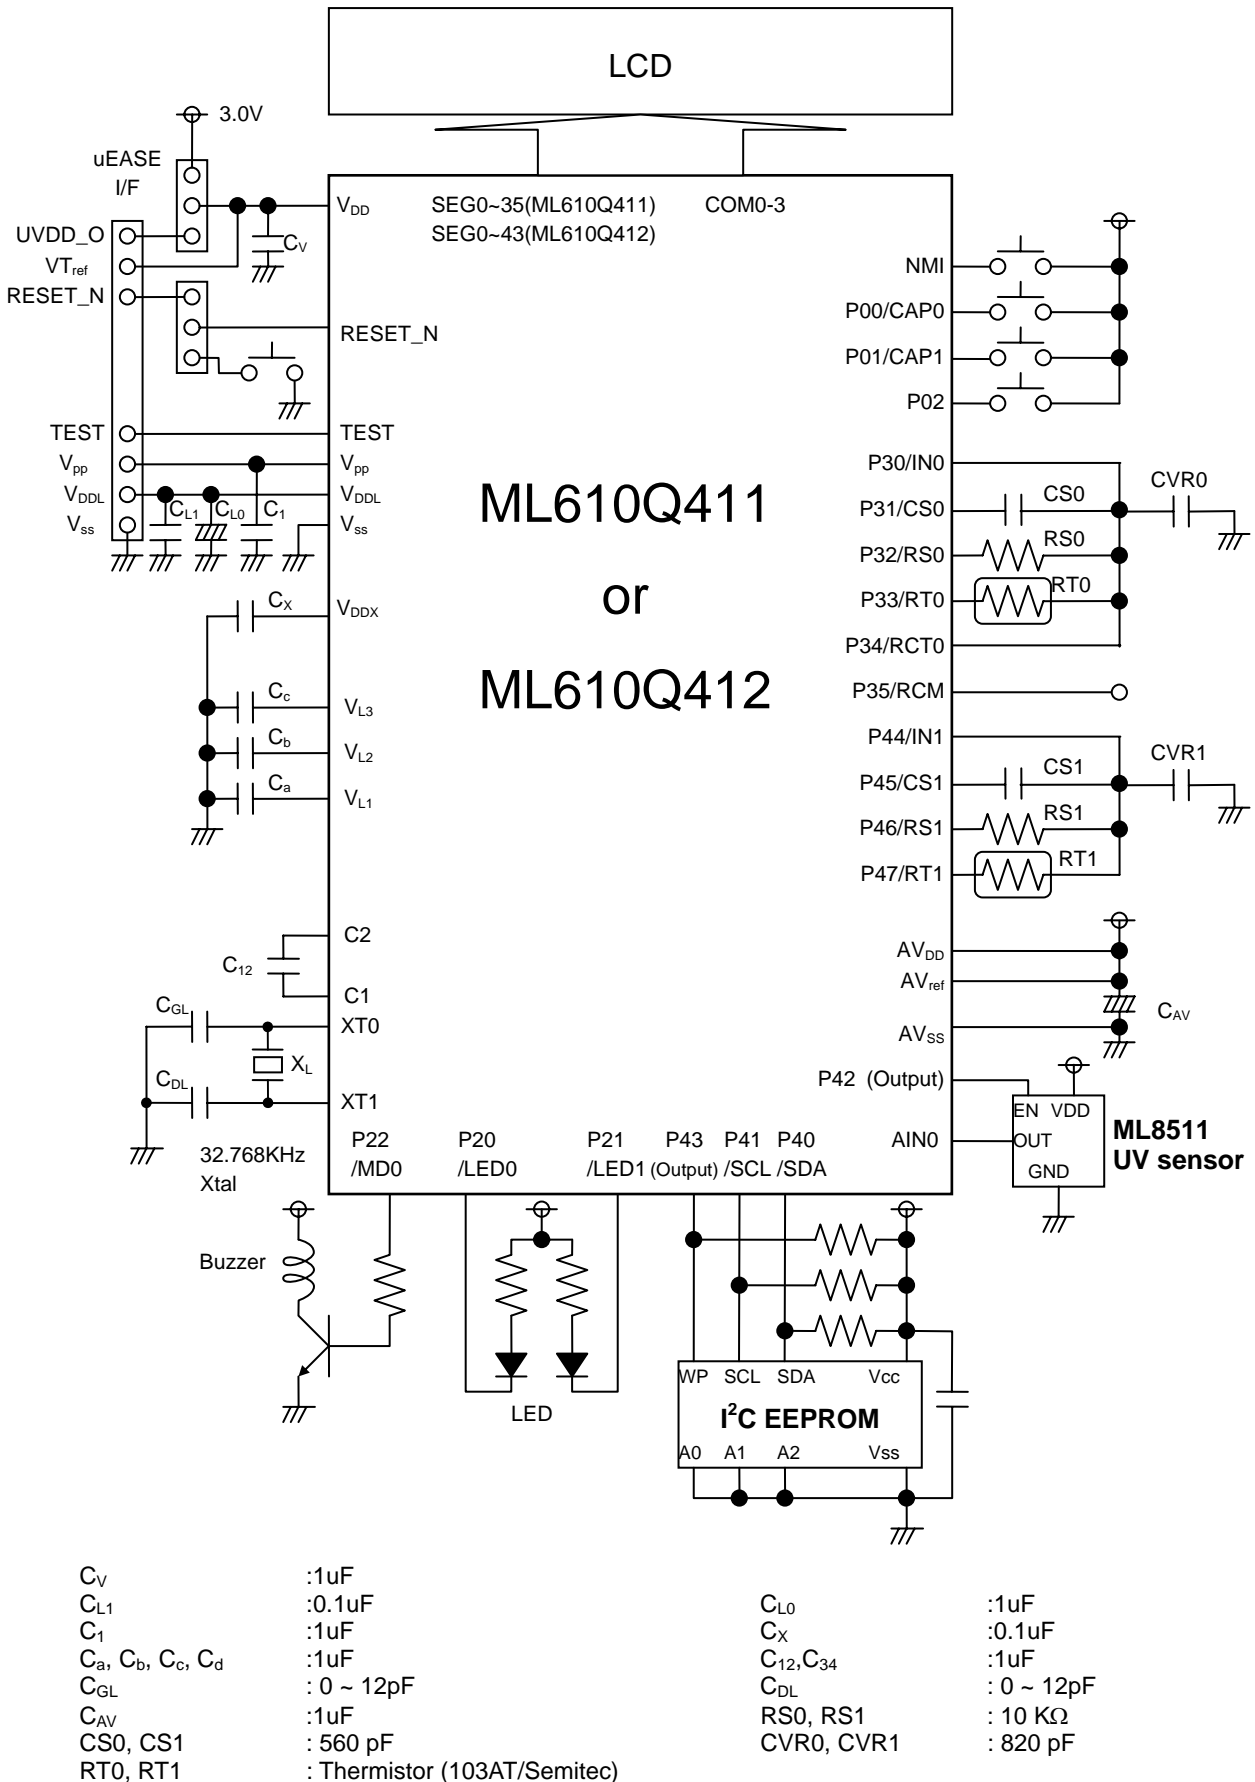 LCD
3.0V
uEASE
I/F
UVDD_O
VTref
RESET_N
TEST
Vpp
VDDL
Vss
CV
CL1
CL0
C1
VDD
SEG0~35(ML610Q411)
COM0-3
SEG0~43(ML610Q412)
RESET_N
TEST
Vpp
VDDL
Vss
ML610Q411
or
ML610Q412
NMI
P00/CAP0
P01/CAP1
P02
P30/IN0
P31/CS0
CS0
CVR0
P32/RS0
RS0
P33/RT0
RT0
P34/RCT0
P35/RCM
P44/IN1
P45/CS1
CS1
CVR1
P46/RS1
RS1
P47/RT1
RT1
CX
VDDX
Cc
VL3
Cb
VL2
Ca
VL1
C2
C12
C1
CGL
XT0
XL
CDL
XT1
32.768KHz
Xtal
AVDD
AVref
CAV
AVSS
P42 (Output)
EN VDD
AIN0
OUT
GND
ML8511
UV sensor
P22
/MD0
P20
/LED0
P21
/LED1
P43
(Output)
P41
/SCL
P40
/SDA
Buzzer
LED
WP SCL SDA Vcc
I²C EEPROM
A0 A1 A2 Vss
CV :1uF
CL1 :0.1uF
C1 :1uF
Ca, Cb, Cc, Cd :1uF
CGL : 0 ~ 12pF
CAV :1uF
CS0, CS1 : 560 pF
RT0, RT1 : Thermistor (103AT/Semitec)
CL0 :1uF
CX :0.1uF
C12,C34 :1uF
CDL : 0 ~ 12pF
RS0, RS1 : 10 KΩ
CVR0, CVR1 : 820 pF